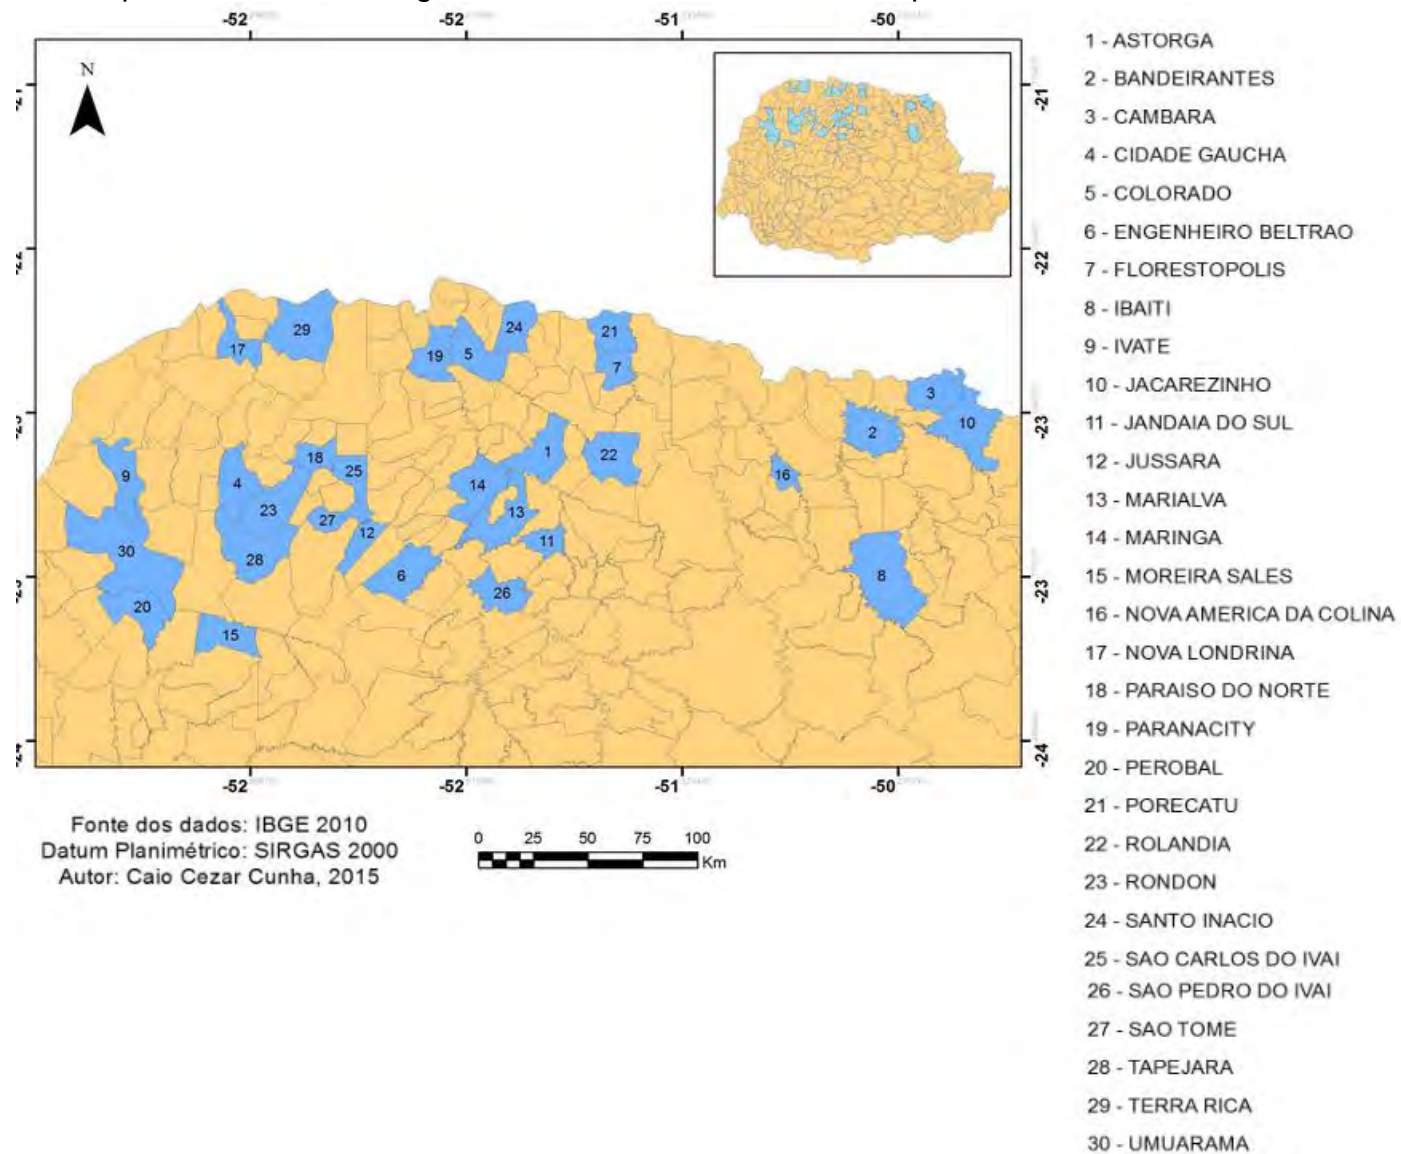 -52
-52
-51
-50
N
-21
-22
-23
-23
-24
29
17
24
19
5
21
7
3
10
2
1
22
16
9
4
18
25
14
23
27
13
12
11
30
28
6
8
26
20
15
-52
-52
-51
-50
Fonte dos dados: IBGE 2010
Datum Planimétrico: SIRGAS 2000
Autor: Caio Cezar Cunha, 2015
0 25 50 75 100
Km
1 - ASTORGA
2 - BANDEIRANTES
3 - CAMBARA
4 - CIDADE GAUCHA
5 - COLORADO
6 - ENGENHEIRO BELTRAO
7 - FLORESTOPOLIS
8 - IBAITI
9 - IVATE
10 - JACAREZINHO
11 - JANDAIA DO SUL
12 - JUSSARA
13 - MARIALVA
14 - MARINGA
15 - MOREIRA SALES
16 - NOVA AMERICA DA COLINA
17 - NOVA LONDRINA
18 - PARAISO DO NORTE
19 - PARANACITY
20 - PEROBAL
21 - PORECATU
22 - ROLANDIA
23 - RONDON
24 - SANTO INACIO
25 - SAO CARLOS DO IVAI
26 - SAO PEDRO DO IVAI
27 - SAO TOME
28 - TAPEJARA
29 - TERRA RICA
30 - UMUARAMA